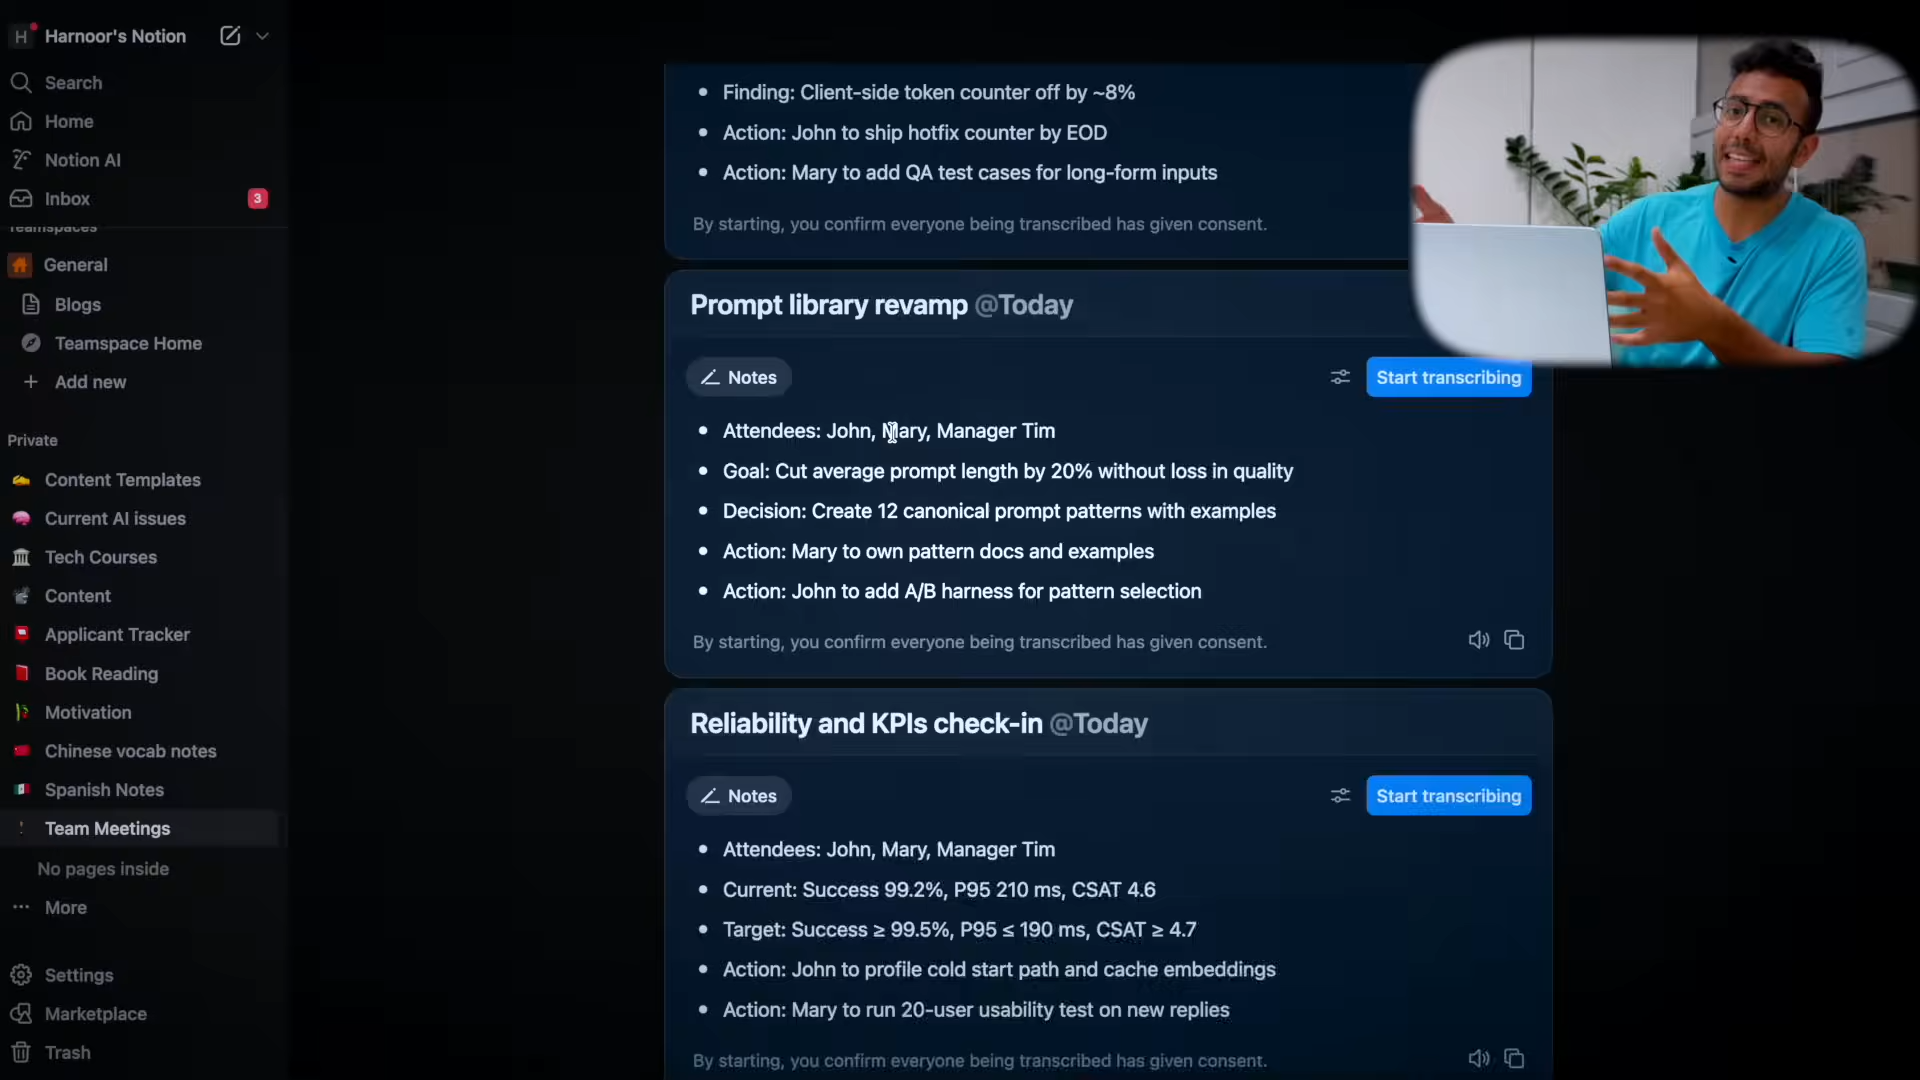 Harnoor's Notion
Search
Home
Notion AI
Inbox
3
Teamspaces
General
Blogs
Teamspace Home
Add new
Private
Content Templates
Current AI issues
Tech Courses
Content
Applicant Tracker
Book Reading
Motivation
Chinese vocab notes
Spanish Notes
Team Meetings
No pages inside
More
Settings
Marketplace
Trash
Finding: Client-side token counter off by ~8%
Action: John to ship hotfix counter by EOD
Action: Mary to add QA test cases for long-form inputs
By starting, you confirm everyone being transcribed has given consent.
Prompt library revamp @Today
Notes
Start transcribing
Attendees: John, Mary, Manager Tim
Goal: Cut average prompt length by 20% without loss in quality
Decision: Create 12 canonical prompt patterns with examples
Action: Mary to own pattern docs and examples
Action: John to add A/B harness for pattern selection
By starting, you confirm everyone being transcribed has given consent.
Reliability and KPIs check-in @Today
Notes
Start transcribing
Attendees: John, Mary, Manager Tim
Current: Success 99.2%, P95 210 ms, CSAT 4.6
Target: Success ≥ 99.5%, P95 ≤ 190 ms, CSAT ≥ 4.7
Action: John to profile cold start path and cache embeddings
Action: Mary to run 20-user usability test on new replies
By starting, you confirm everyone being transcribed has given consent.